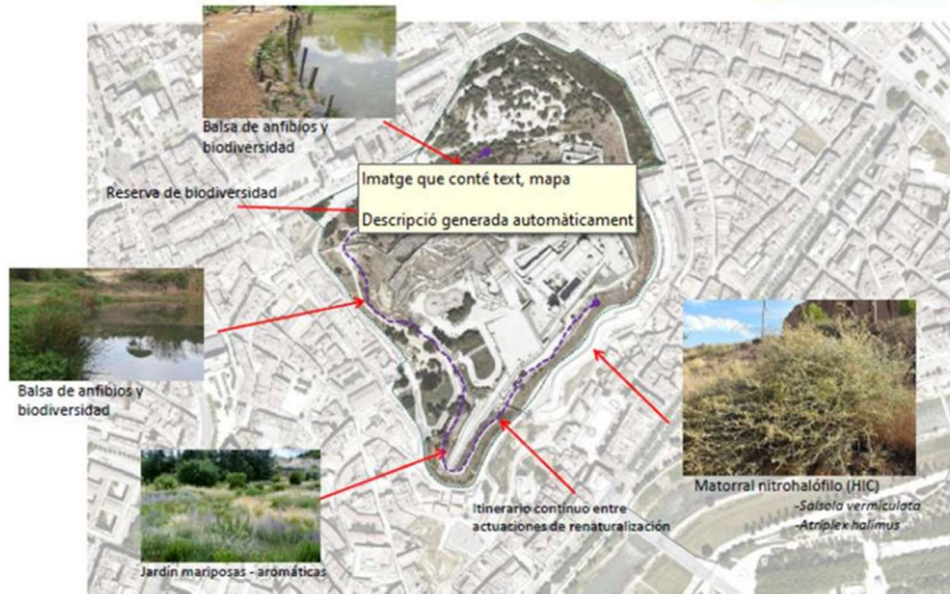 Balsa de anfibios y
biodiversidad
Reserva de biodiversidad
Imatge que conté text, mapa
Descripció generada automàticament
Balsa de anfibios y
biodiversidad
Matorral nitrohalófilo (HIC)
-Salsola vermiculata
-Atriplex halimus
Itinerario continuo entre
actuaciones de renaturalización
Jardín mariposas - aromáticas